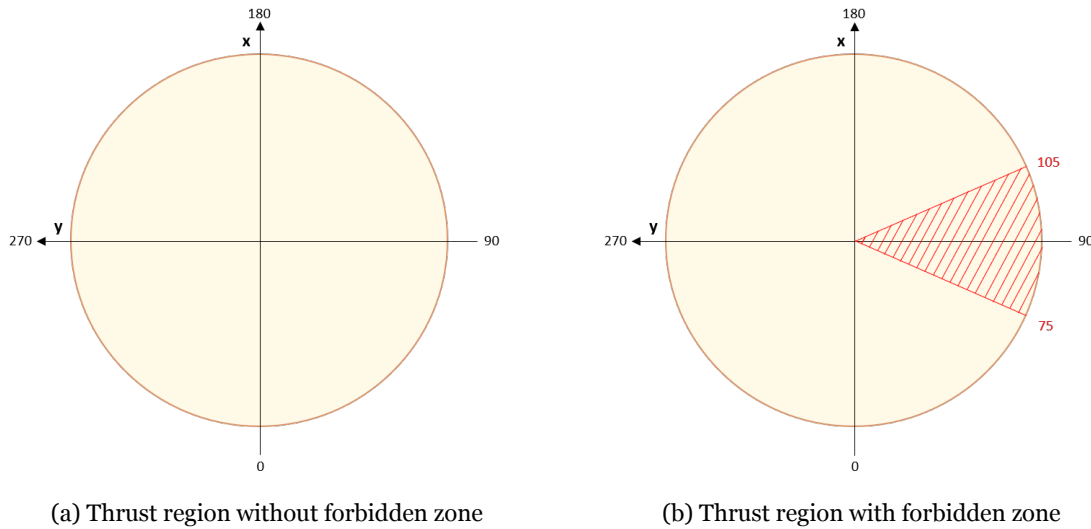 180
x
270
y
90
0
(a) Thrust region without forbidden zone
180
x
105
270
y
90
75
0
(b) Thrust region with forbidden zone